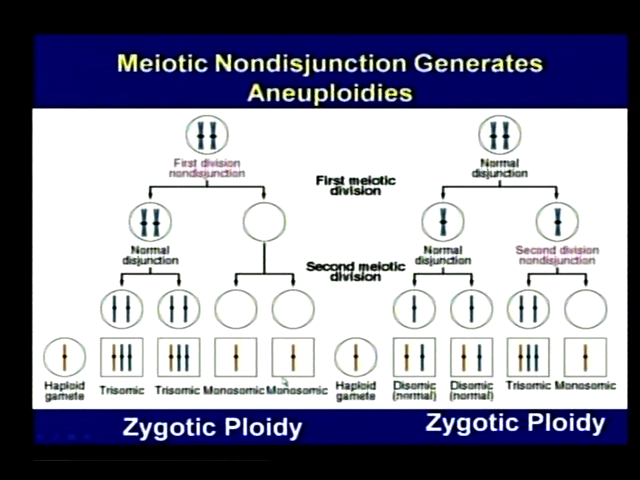 Meiotic Nondisjunction Generates
Aneuploidies
First division
nondisjunction
Normal
disjunction
First meiotic
division
Normal
disjunction
Normal
disjunction
Second division
nondisjunction
Second meiotic
division
Haploid
gamete
Trisomic
Trisomic
Monosomic
Monosomic
Haploid
gamete
Disomic
(normal)
Disomic
(normal)
Trisomic
Monosomic
Zygotic Ploidy
Zygotic Ploidy